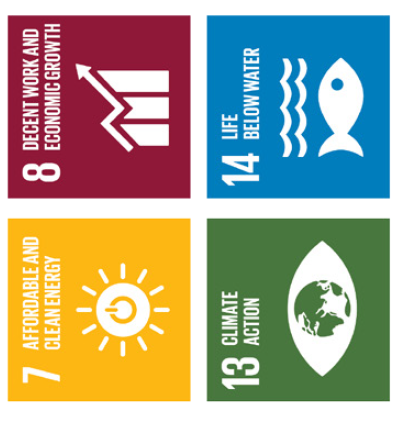 7 AFFORDABLE AND
CLEAN ENERGY
8 DECENT WORK AND
ECONOMIC GROWTH
13 CLIMATE
ACTION
14 LIFE
BELOW WATER